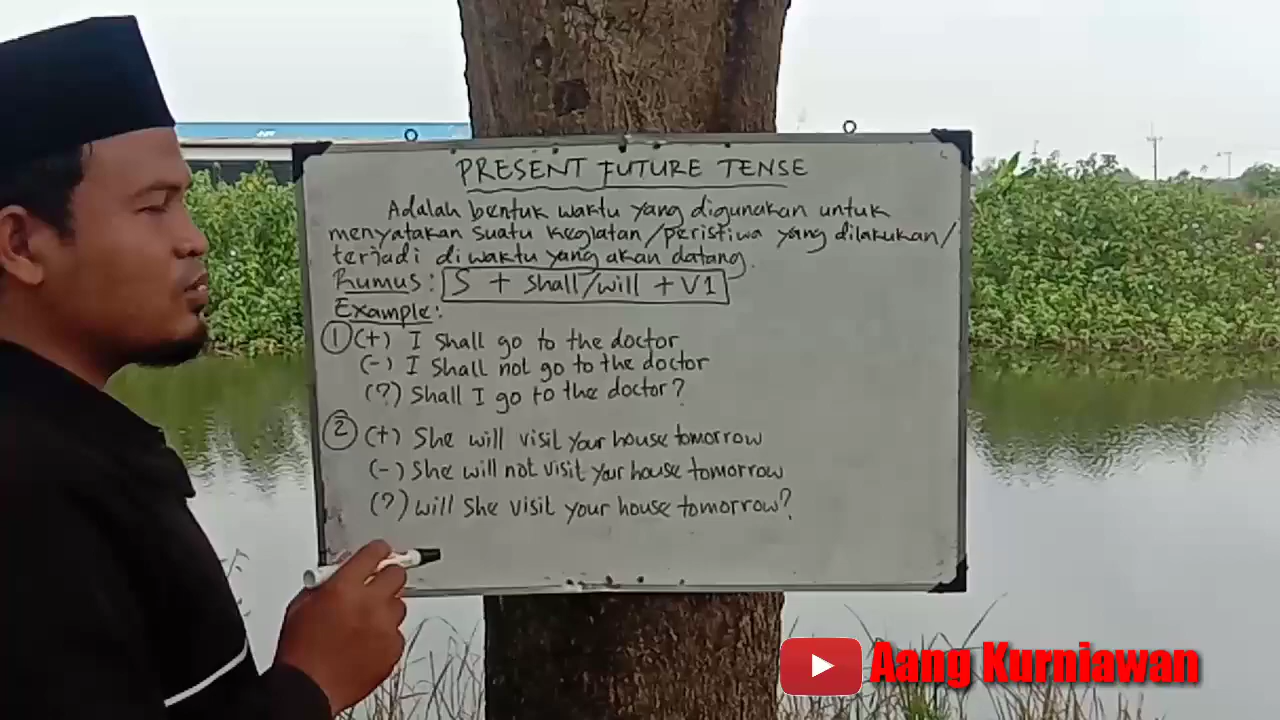 PRESENT FUTURE TENSE
Adalah bentuk waktu yang digunakan untuk
menyatakan suatu kegiatan/peristiwa yang dilakukan/
terjadi diwaktu yang akan datang.
Rumus: S + shall/will + V1
Example:
1 (+) I Shall go to the doctor
(-) I Shall not go to the doctor
(?) Shall I go to the doctor?
2 (+) She will visit your house tomorrow
(-) She will not visit your house tomorrow
(?) will She visit your house tomorrow?
Aang Kurniawan